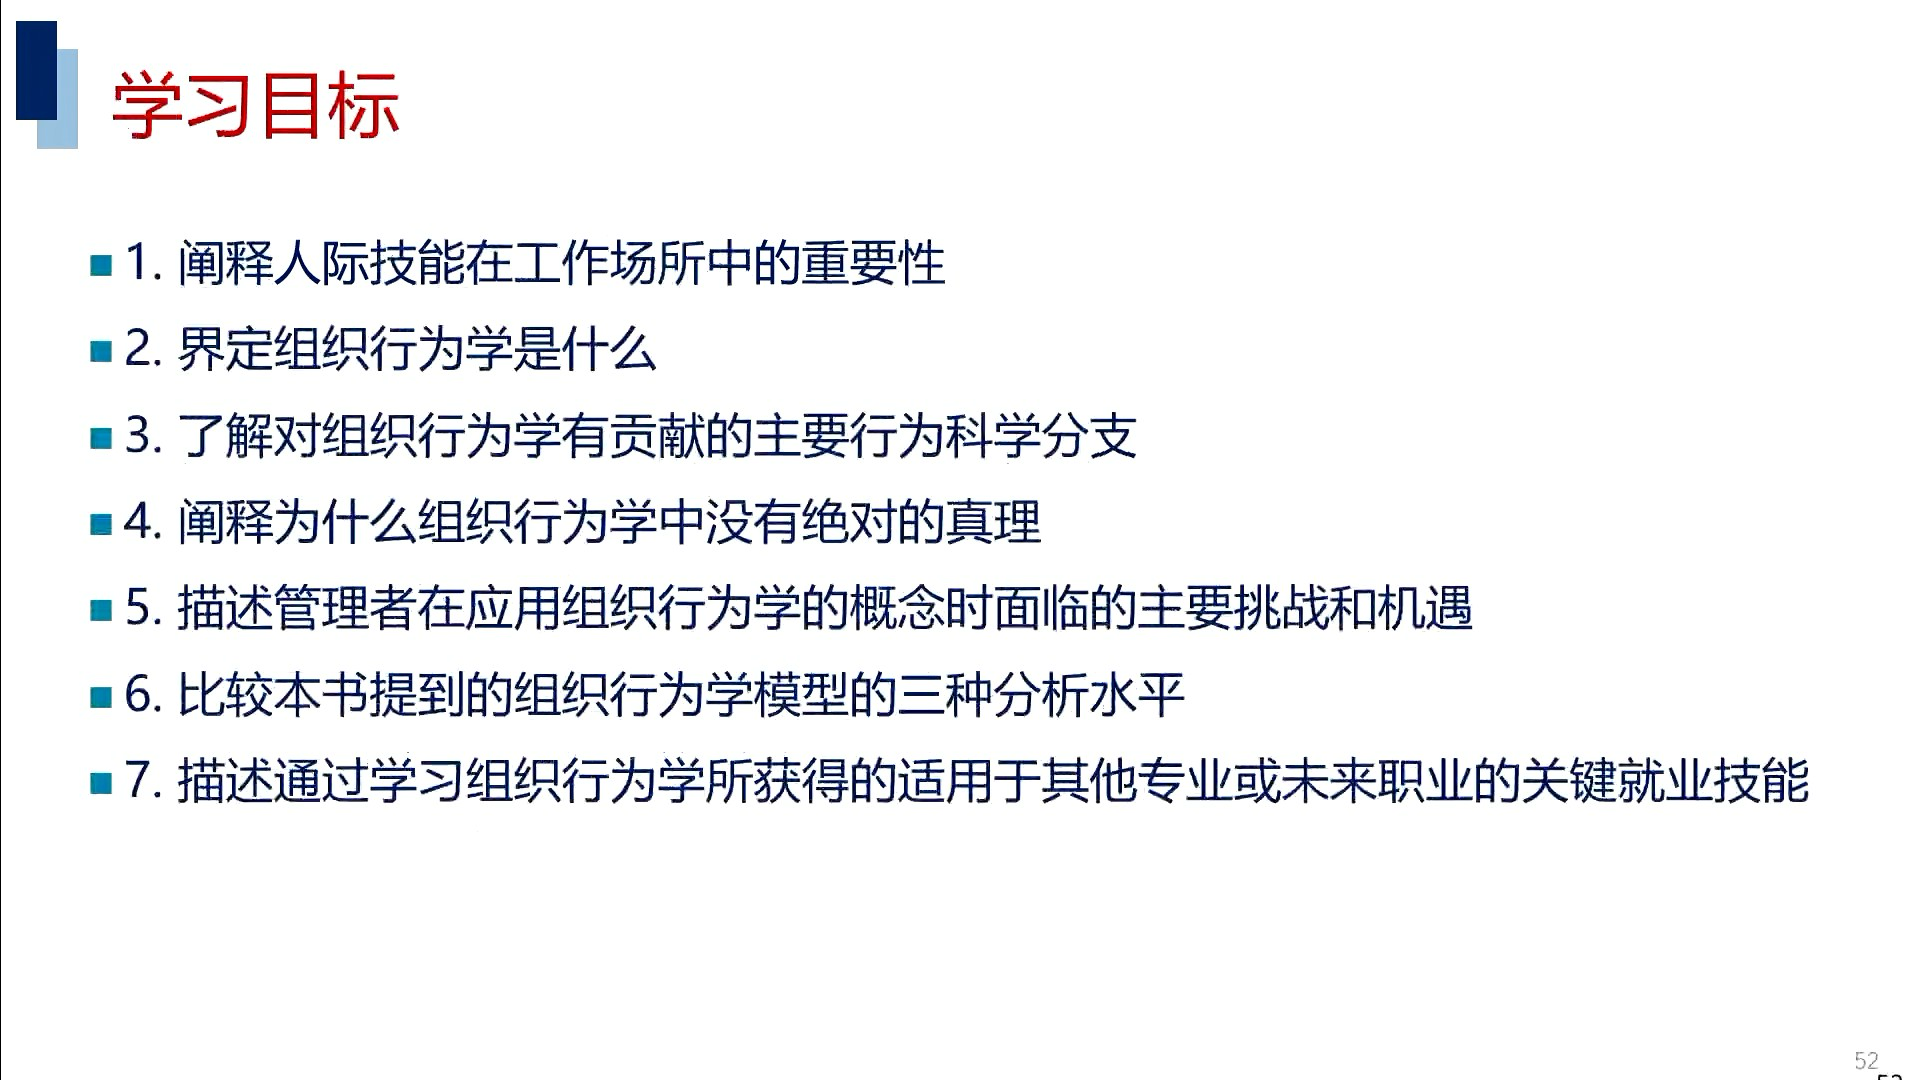 学习目标
1. 阐释人际技能在工作场所中的重要性
2. 界定组织行为学是什么
3. 了解对组织行为学有贡献的主要行为科学分支
4. 阐释为什么组织行为学中没有绝对的真理
5. 描述管理者在应用组织行为学的概念时面临的主要挑战和机遇
6. 比较本书提到的组织行为学模型的三种分析水平
7. 描述通过学习组织行为学所获得的适用于其他专业或未来职业的关键就业技能
52